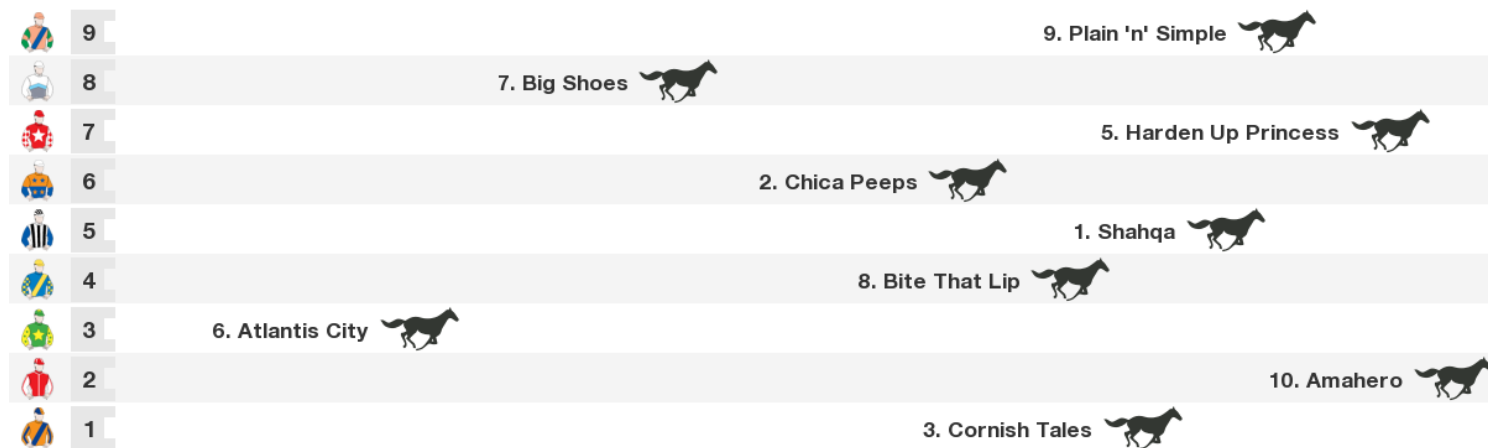 9 9. Plain 'n' Simple
8 7. Big Shoes
7 5. Harden Up Princess
6 2. Chica Peeps
5 1. Shahqa
4 8. Bite That Lip
3 6. Atlantis City
2 10. Amahero
1 3. Cornish Tales